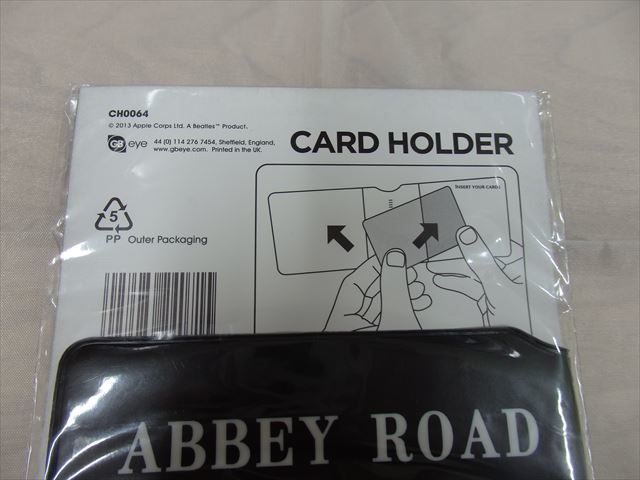 CH0064
© 2013 Apple Corps Ltd. A Beatles™ Product.
GB eye
44 (0) 114 276 7454, Sheffield, England,
www.gbeye.com. Printed in the UK.
CARD HOLDER
INSERT YOUR CARDS
5
PP Outer Packaging
ABBEY ROAD